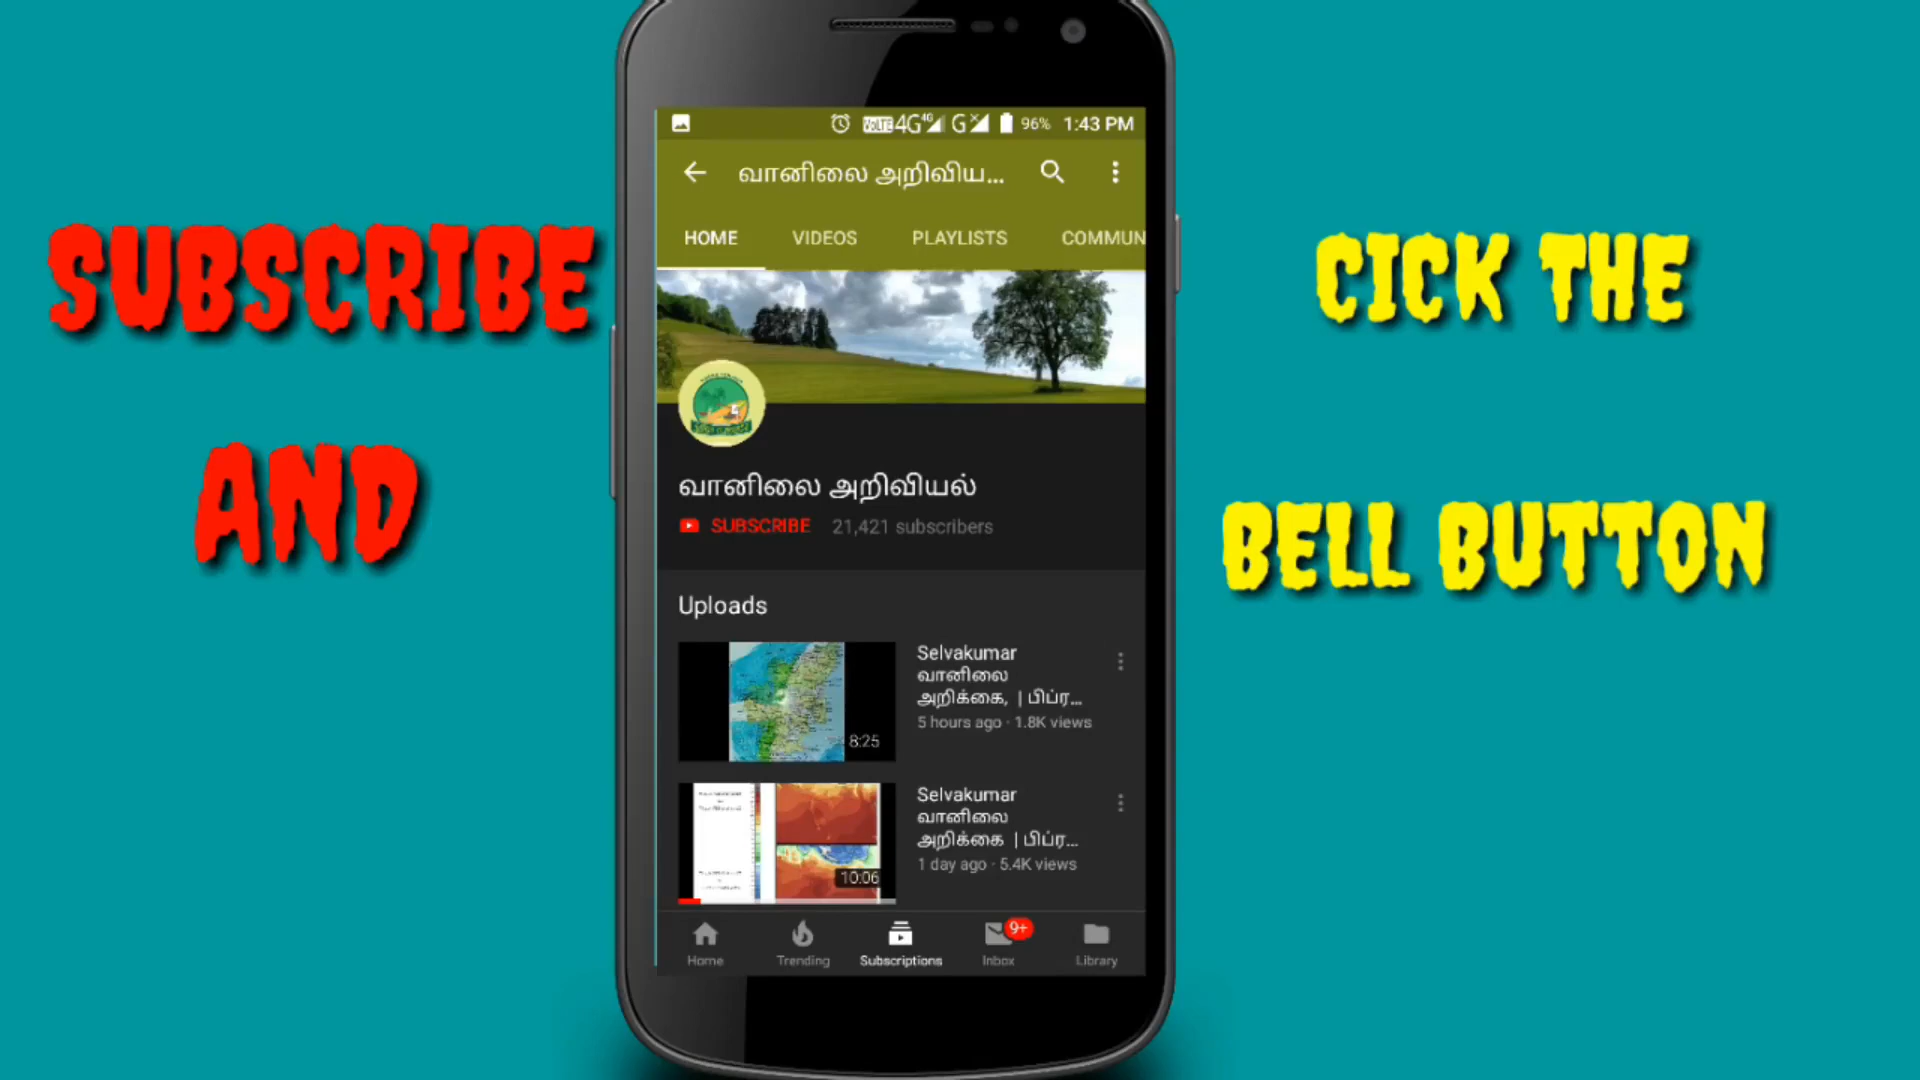 SUBSCRIBE
AND
CICK THE
BELL BUTTON
VoLTE 4G 4G G 96% 1:43 PM
வானிலை அறிவிய...
HOME VIDEOS PLAYLISTS COMMUN
வானிலை அறிவியல்
SUBSCRIBE 21,421 subscribers
Uploads
8:25
Selvakumar
வானிலை
அறிக்கை, | பிப்ர...
5 hours ago · 1.8K views
10:06
Selvakumar
வானிலை
அறிக்கை | பிப்ர...
1 day ago · 5.4K views
9+
Home Trending Subscriptions Inbox Library